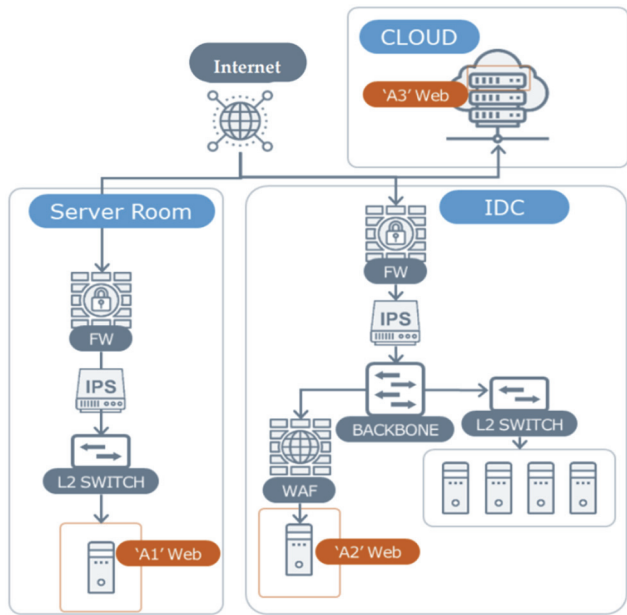 CLOUD
Internet
‘A3’ Web
Server Room
IDC
FW
FW
IPS
IPS
BACKBONE
L2 SWITCH
L2 SWITCH
WAF
‘A1’ Web
‘A2’ Web